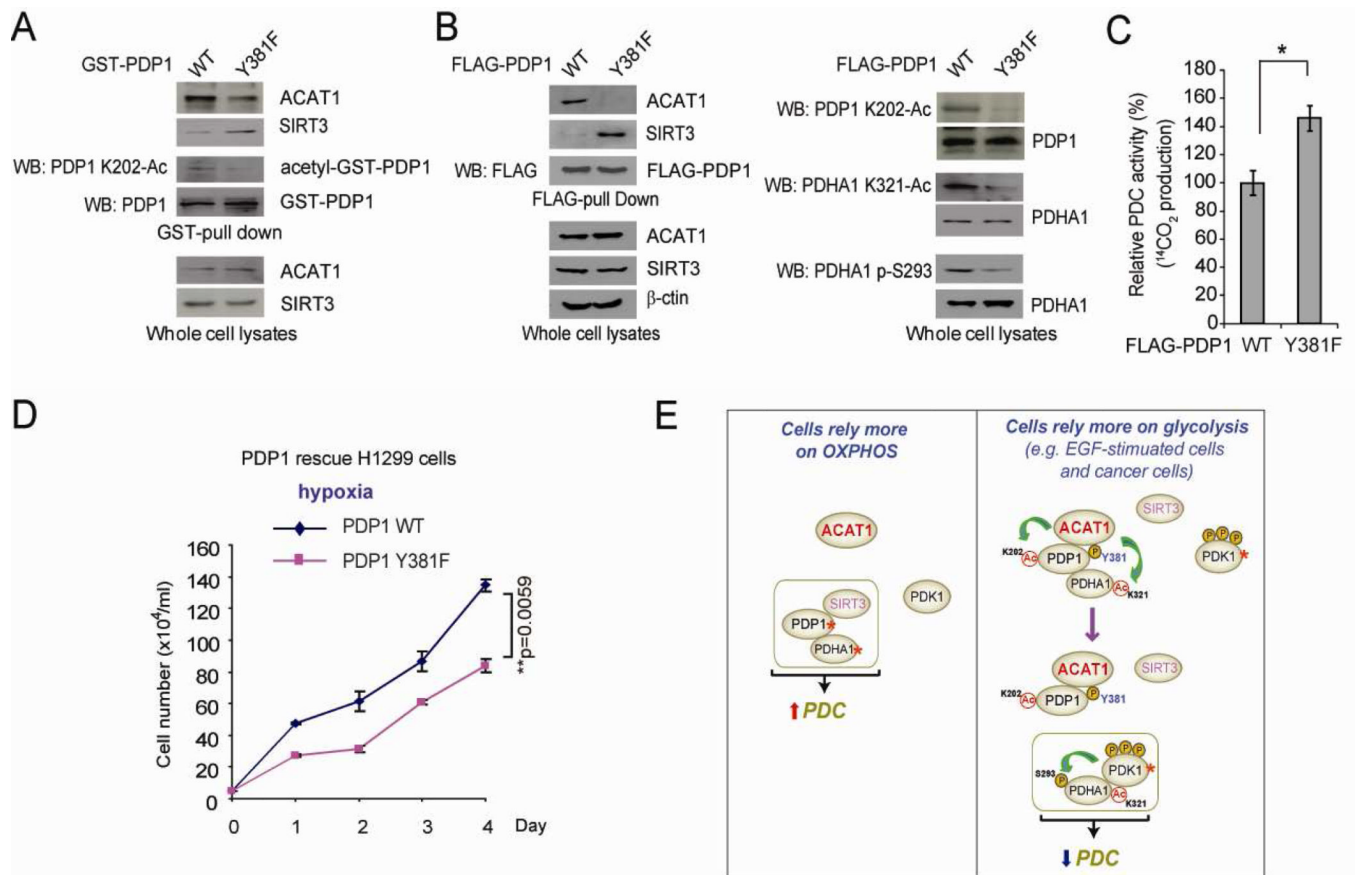 A
GST-PDP1
WT
Y381F
ACAT1
SIRT3
WB: PDP1 K202-Ac
acetyl-GST-PDP1
WB: PDP1
GST-PDP1
GST-pull down
ACAT1
SIRT3
Whole cell lysates
B
FLAG-PDP1
WT
Y381F
ACAT1
SIRT3
WB: FLAG
FLAG-PDP1
FLAG-pull Down
ACAT1
SIRT3
β-ctin
Whole cell lysates
FLAG-PDP1
WT
Y381F
WB: PDP1 K202-Ac
PDP1
WB: PDHA1 K321-Ac
PDHA1
WB: PDHA1 p-S293
PDHA1
C
*
Relative PDC activity (%)
(¹⁴CO₂ production)
180
160
140
120
100
80
60
40
20
0
FLAG-PDP1
WT
Y381F
D
PDP1 rescue H1299 cells
hypoxia
PDP1 WT
PDP1 Y381F
Cell number (x10⁴/ml)
160
140
120
100
80
60
40
20
0
0 1 2 3 4 Day
**p=0.0059
E
Cells rely more
on OXPHOS
ACAT1
SIRT3
PDP1*
PDHA1*
PDK1
PDC
Cells rely more on glycolysis
(e.g. EGF-stimuated cells
and cancer cells)
ACAT1
SIRT3
P P P
PDK1*
K202
Ac
PDP1
P
Y381
PDHA1
Ac
K321
ACAT1
SIRT3
K202
Ac
PDP1
P
Y381
P P P
PDK1*
S293
P
PDHA1
Ac
K321
PDC